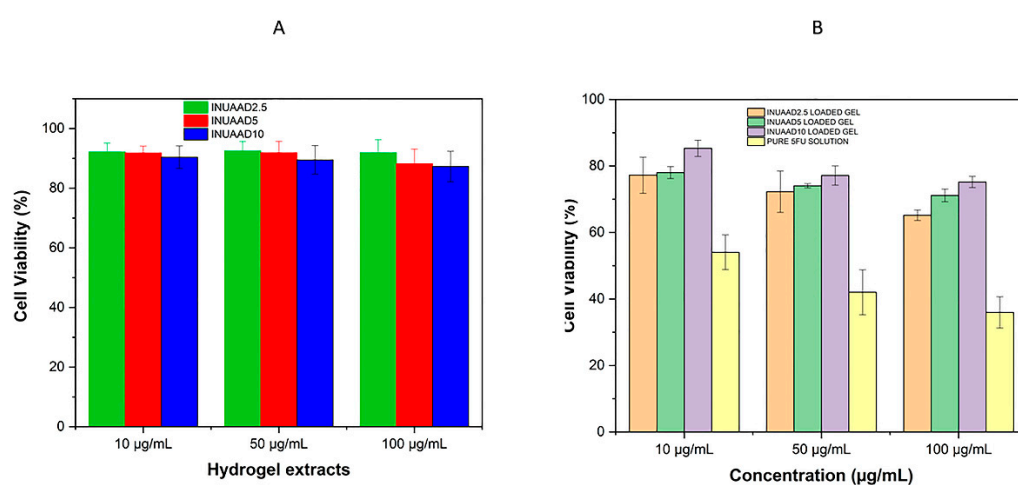 A
INUAAD2.5
INUAAD5
INUAAD10
100
80
60
40
20
0
Cell Viability (%)
10 µg/mL 50 µg/mL 100 µg/mL
Hydrogel extracts
B
INUAAD2.5 LOADED GEL
INUAAD5 LOADED GEL
INUAAD10 LOADED GEL
PURE 5FU SOLUTION
100
80
60
40
20
0
Cell Viability (%)
10 µg/mL 50 µg/mL 100 µg/mL
Concentration (µg/mL)